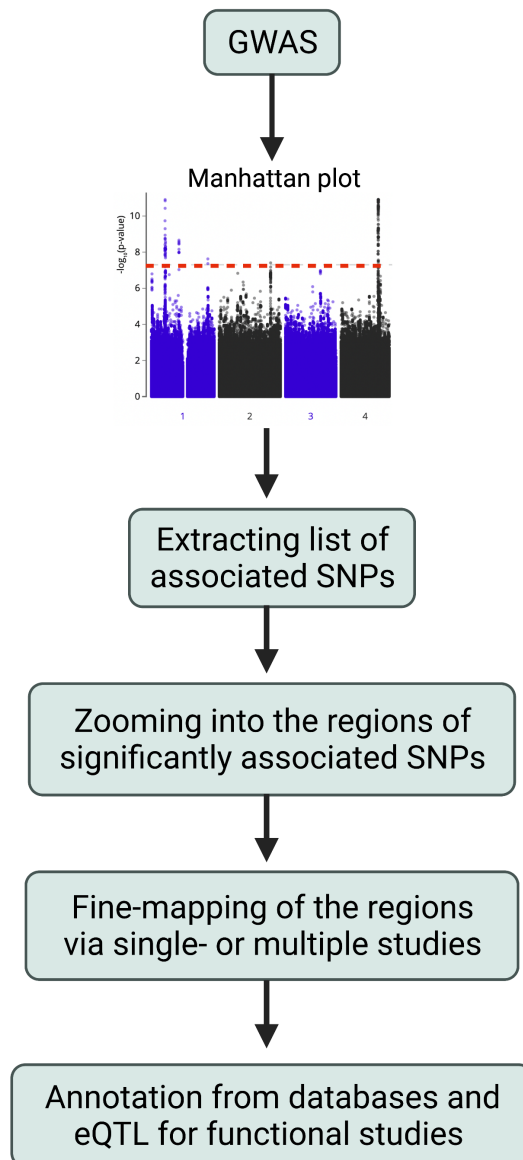 GWAS
Manhattan plot
-log₁₀(p-value)
10
8
6
4
2
0
1
2
3
4
Extracting list of
associated SNPs
Zooming into the regions of
significantly associated SNPs
Fine-mapping of the regions
via single- or multiple studies
Annotation from databases and
eQTL for functional studies